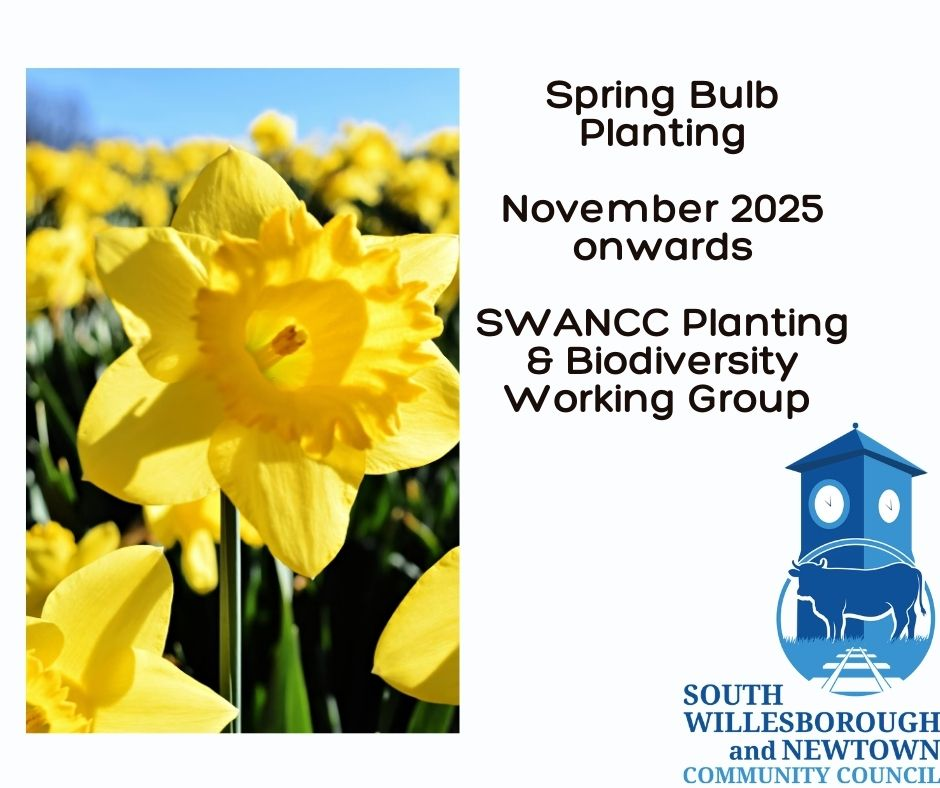 Spring Bulb
Planting
November 2025
onwards
SWANCC Planting
& Biodiversity
Working Group
SOUTH
WILLESBOROUGH
and NEWTOWN
COMMUNITY COUNCIL